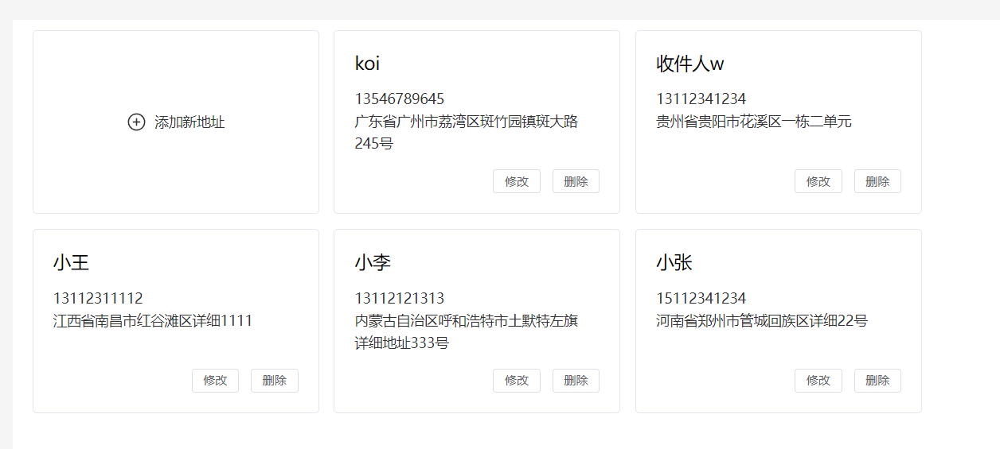 添加新地址
koi
13546789645
广东省广州市荔湾区斑竹园镇斑大路
245号
修改 删除
收件人w
13112341234
贵州省贵阳市花溪区一栋二单元
修改 删除
小王
13112311112
江西省南昌市红谷滩区详细1111
修改 删除
小李
13112121313
内蒙古自治区呼和浩特市土默特左旗
详细地址333号
修改 删除
小张
15112341234
河南省郑州市管城回族区详细22号
修改 删除